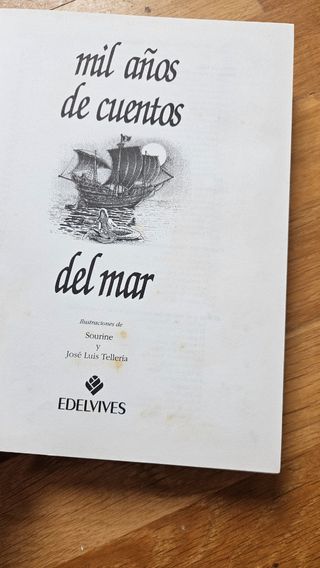 mil años
de cuentos
del mar
Ilustraciones de
Sourine
y
José Luis Tellería
EDELVIVES